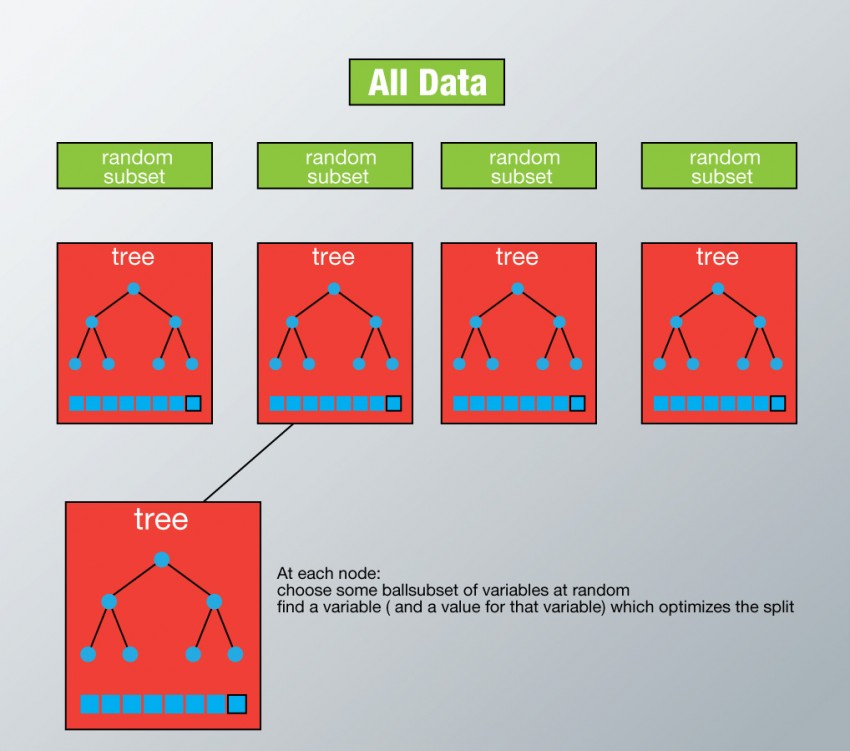 All Data
random
subset
random
subset
random
subset
random
subset
tree
tree
tree
tree
tree
At each node:
choose some ballsubset of variables at random
find a variable ( and a value for that variable) which optimizes the split